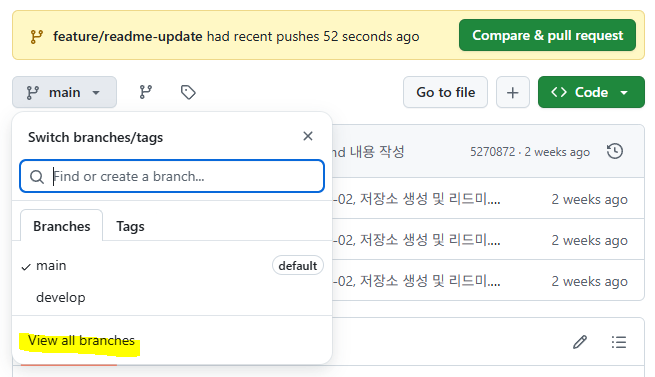 feature/readme-update had recent pushes 52 seconds ago
Compare & pull request
main
Go to file
Code
Switch branches/tags
nd 내용 작성
5270872 · 2 weeks ago
Find or create a branch...
Branches
Tags
-02, 저장소 생성 및 리드미....
2 weeks ago
-02, 저장소 생성 및 리드미....
2 weeks ago
main
default
-02, 저장소 생성 및 리드미....
2 weeks ago
develop
View all branches